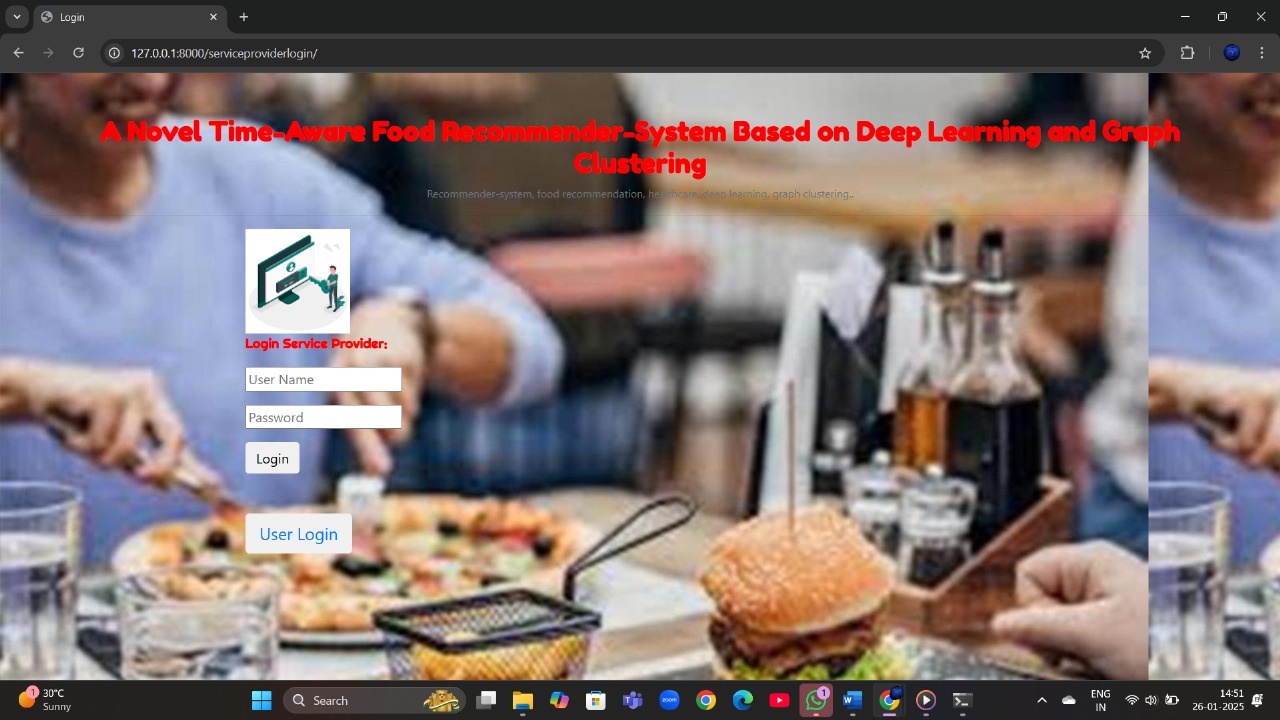 Login
127.0.0.1:8000/serviceproviderlogin/
A Novel Time-Aware Food Recommender-System Based on Deep Learning and Graph
Clustering
Recommender-system, food recommendation, healthcare, deep learning, graph clustering..
Login Service Provider:
User Name
Password
Login
User Login
1
30°C
Sunny
Search
zoom
1
ENG
IN
14:51
26-01-2025